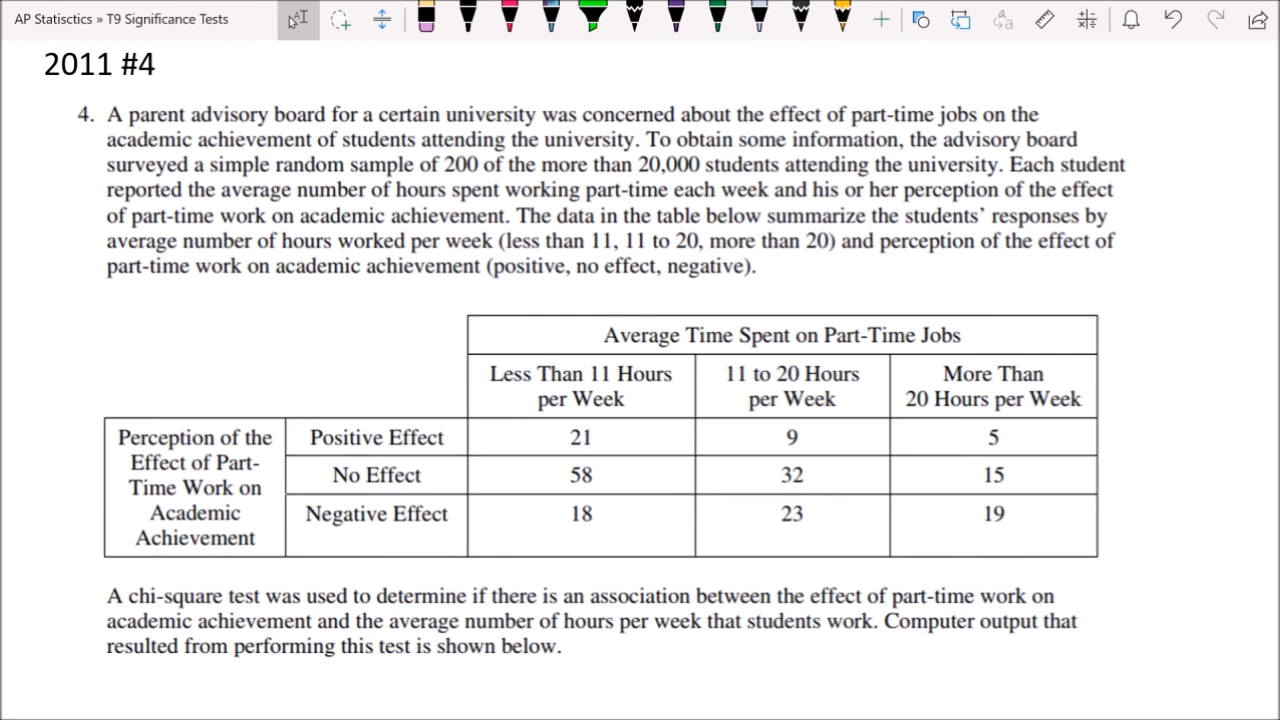 AP Statisctics » T9 Significance Tests
2011 #4
4. A parent advisory board for a certain university was concerned about the effect of part-time jobs on the
academic achievement of students attending the university. To obtain some information, the advisory board
surveyed a simple random sample of 200 of the more than 20,000 students attending the university. Each student
reported the average number of hours spent working part-time each week and his or her perception of the effect
of part-time work on academic achievement. The data in the table below summarize the students’ responses by
average number of hours worked per week (less than 11, 11 to 20, more than 20) and perception of the effect of
part-time work on academic achievement (positive, no effect, negative).
Average Time Spent on Part-Time Jobs
Less Than 11 Hours
per Week
11 to 20 Hours
per Week
More Than
20 Hours per Week
Perception of the
Effect of Part-
Time Work on
Academic
Achievement
Positive Effect 21 9 5
No Effect 58 32 15
Negative Effect 18 23 19
A chi-square test was used to determine if there is an association between the effect of part-time work on
academic achievement and the average number of hours per week that students work. Computer output that
resulted from performing this test is shown below.